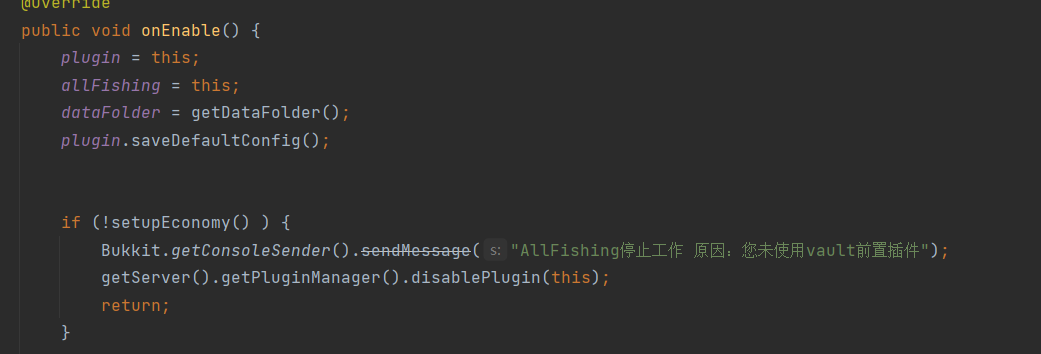 @Override
public void onEnable() {
plugin = this;
allFishing = this;
dataFolder = getDataFolder();
plugin.saveDefaultConfig();
if (!setupEconomy() ) {
Bukkit.getConsoleSender().sendMessage( s: "AllFishing停止工作 原因：您未使用vault前置插件");
getServer().getPluginManager().disablePlugin(this);
return;
}